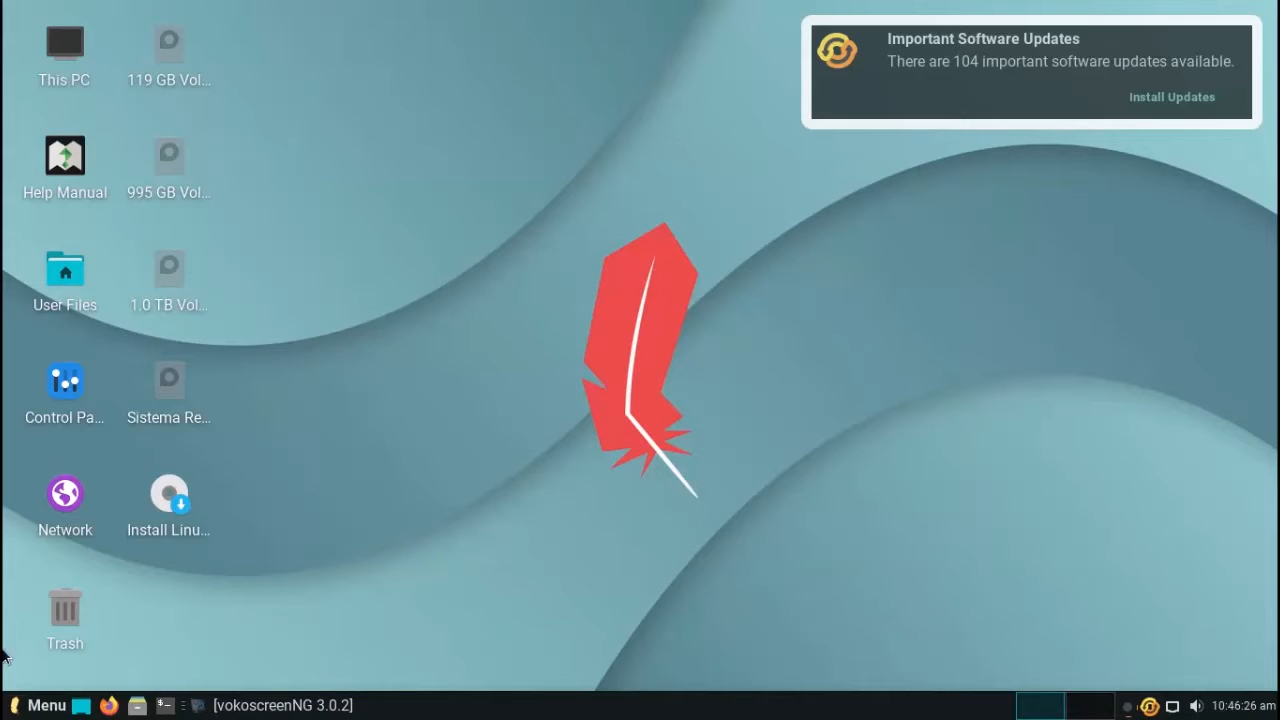 This PC
119 GB Vol...
Help Manual
995 GB Vol...
User Files
1.0 TB Vol...
Control Pa...
Sistema Re...
Network
Install Linu...
Trash
Important Software Updates
There are 104 important software updates available.
Install Updates
Menu
[vokoscreenNG 3.0.2]
10:46:26 am